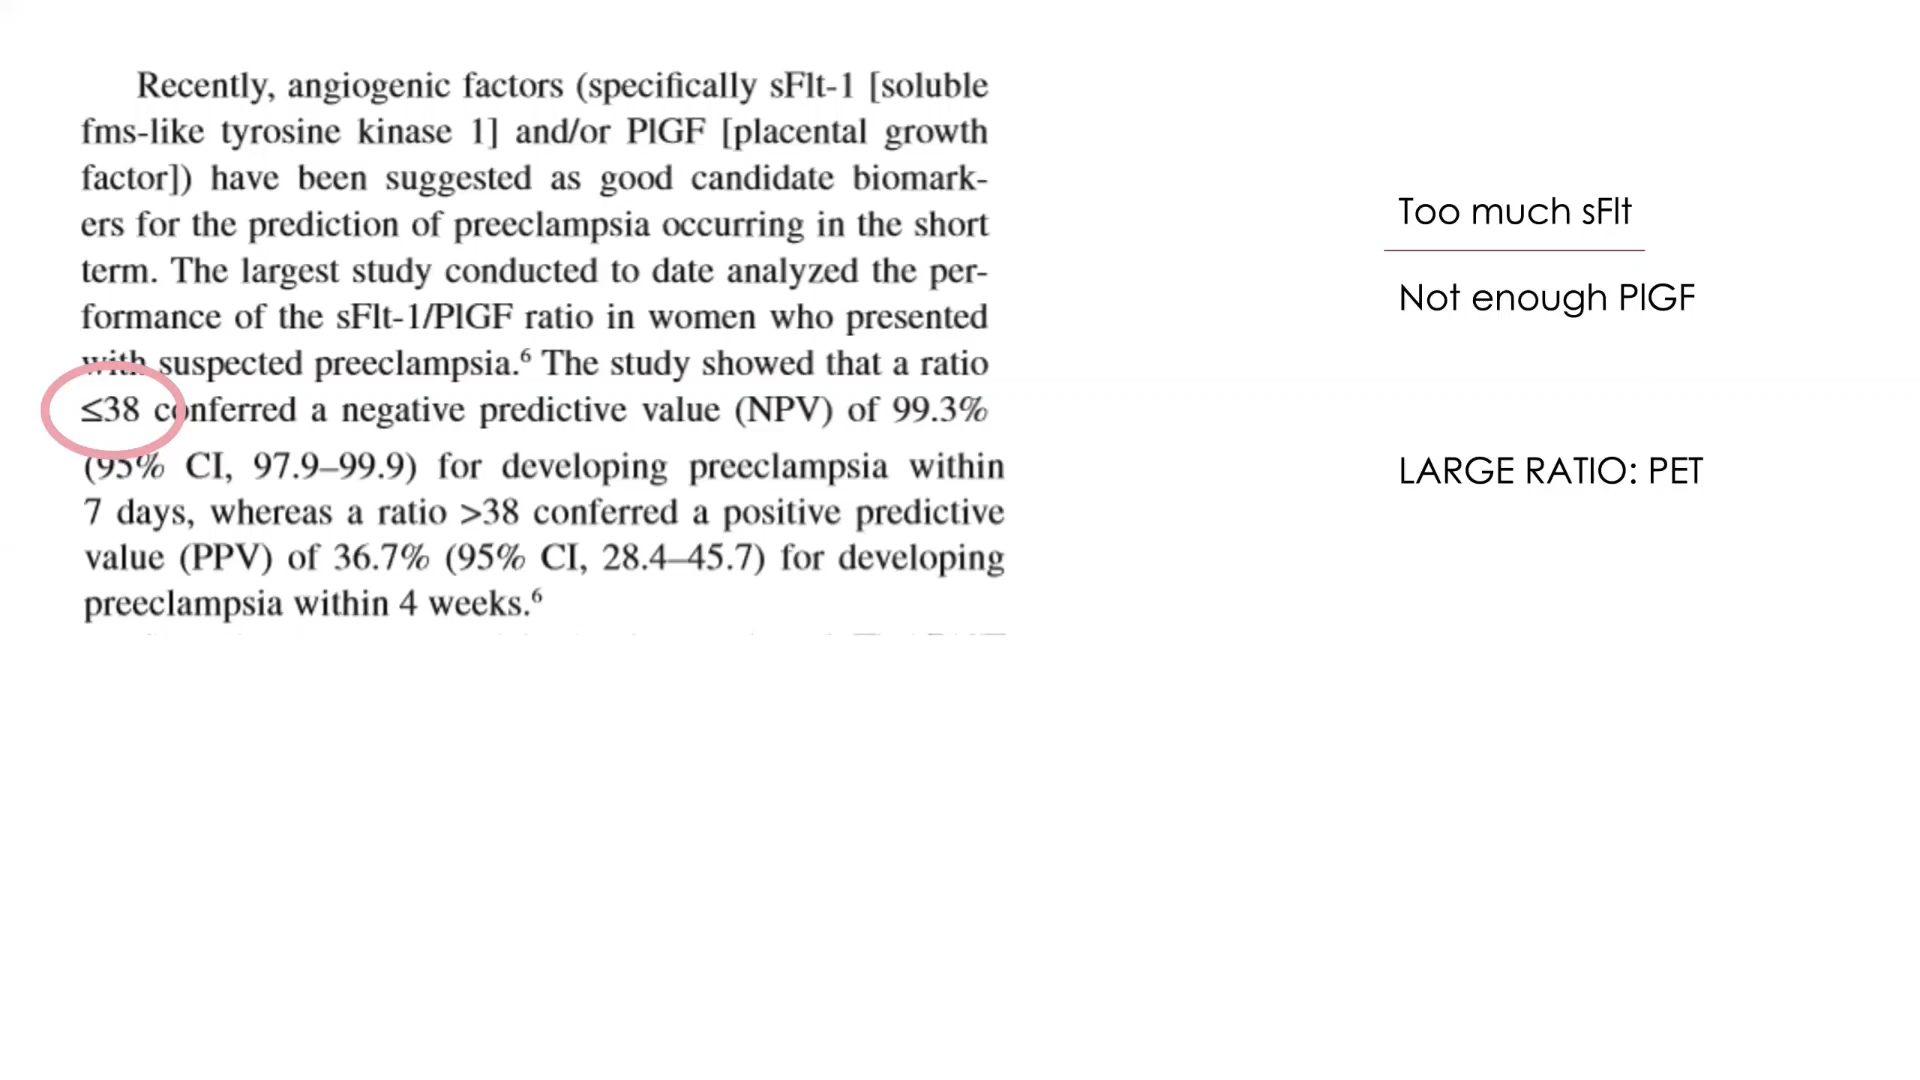 Recently, angiogenic factors (specifically sFlt-1 [soluble
fms-like tyrosine kinase 1] and/or PlGF [placental growth
factor]) have been suggested as good candidate biomark-
ers for the prediction of preeclampsia occurring in the short
term. The largest study conducted to date analyzed the per-
formance of the sFlt-1/PlGF ratio in women who presented
with suspected preeclampsia.⁶ The study showed that a ratio
≤38 conferred a negative predictive value (NPV) of 99.3%
(95% CI, 97.9–99.9) for developing preeclampsia within
7 days, whereas a ratio >38 conferred a positive predictive
value (PPV) of 36.7% (95% CI, 28.4–45.7) for developing
preeclampsia within 4 weeks.⁶
Too much sFlt
Not enough PlGF
LARGE RATIO: PET